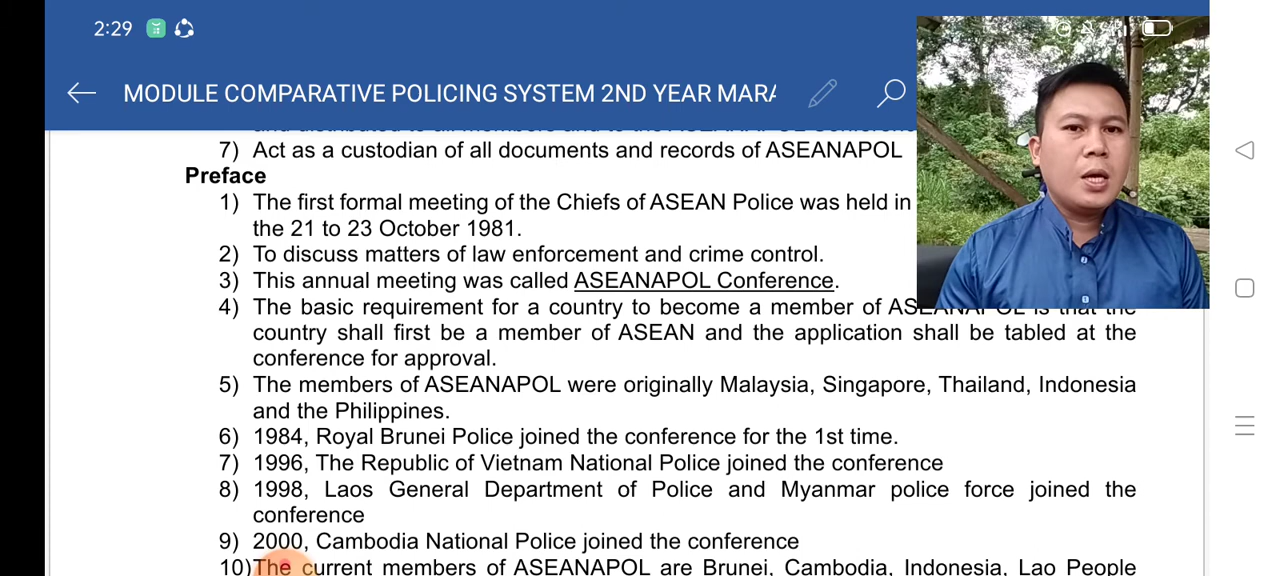 2:29
MODULE COMPARATIVE POLICING SYSTEM 2ND YEAR MARA
7) Act as a custodian of all documents and records of ASEANAPOL
Preface
1) The first formal meeting of the Chiefs of ASEAN Police was held in
the 21 to 23 October 1981.
2) To discuss matters of law enforcement and crime control.
3) This annual meeting was called ASEANAPOL Conference.
4) The basic requirement for a country to become a member of ASEANAPOL is that the
country shall first be a member of ASEAN and the application shall be tabled at the
conference for approval.
5) The members of ASEANAPOL were originally Malaysia, Singapore, Thailand, Indonesia
and the Philippines.
6) 1984, Royal Brunei Police joined the conference for the 1st time.
7) 1996, The Republic of Vietnam National Police joined the conference
8) 1998, Laos General Department of Police and Myanmar police force joined the
conference
9) 2000, Cambodia National Police joined the conference
10)The current members of ASEANAPOL are Brunei, Cambodia, Indonesia, Lao People